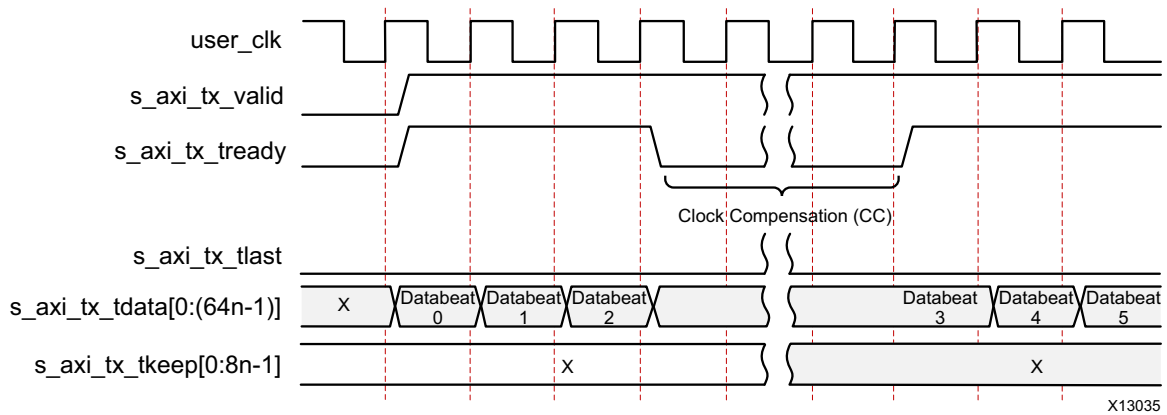 user_clk
s_axi_tx_valid
s_axi_tx_tready
Clock Compensation (CC)
s_axi_tx_tlast
s_axi_tx_tdata[0:(64n-1)]
X
Databeat
0
Databeat
1
Databeat
2
Databeat
3
Databeat
4
Databeat
5
s_axi_tx_tkeep[0:8n-1]
X
X
X13035